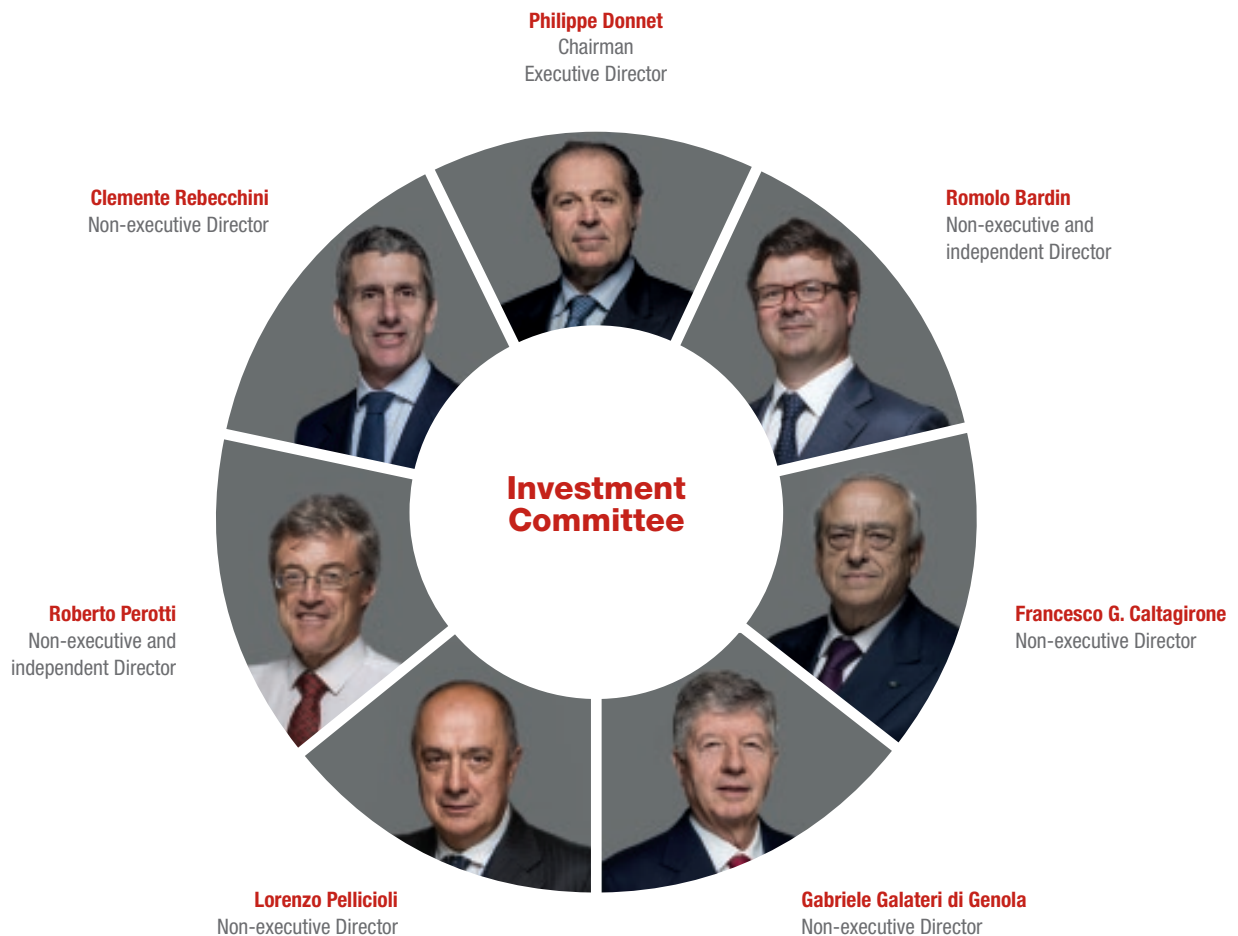 Philippe Donnet
Chairman
Executive Director
Clemente Rebecchini
Non-executive Director
Romolo Bardin
Non-executive and
independent Director
Investment
Committee
Roberto Perotti
Non-executive and
independent Director
Francesco G. Caltagirone
Non-executive Director
Lorenzo Pellicioli
Non-executive Director
Gabriele Galateri di Genola
Non-executive Director